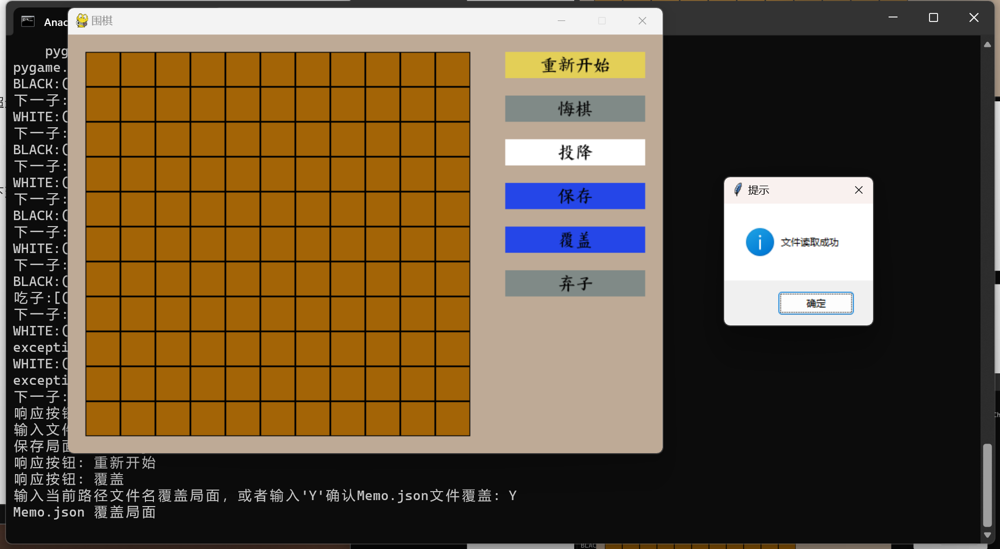 Anac
围棋
重新开始
悔棋
投降
保存
覆盖
弃子
提示
文件读取成功
确定
pyg
pygame.
BLACK:(
下一子:
WHITE:(
下一子:
BLACK:(
下一子:
WHITE:(
下一子:
BLACK:(
下一子:
WHITE:(
下一子:
BLACK:(
吃子:[(
下一子:
WHITE:(
excepti
WHITE:(
excepti
下一子:
响应按钮
输入文件
保存局面
响应按钮: 重新开始
响应按钮: 覆盖
输入当前路径文件名覆盖局面, 或者输入'Y'确认Memo.json文件覆盖: Y
Memo.json 覆盖局面
BLAC